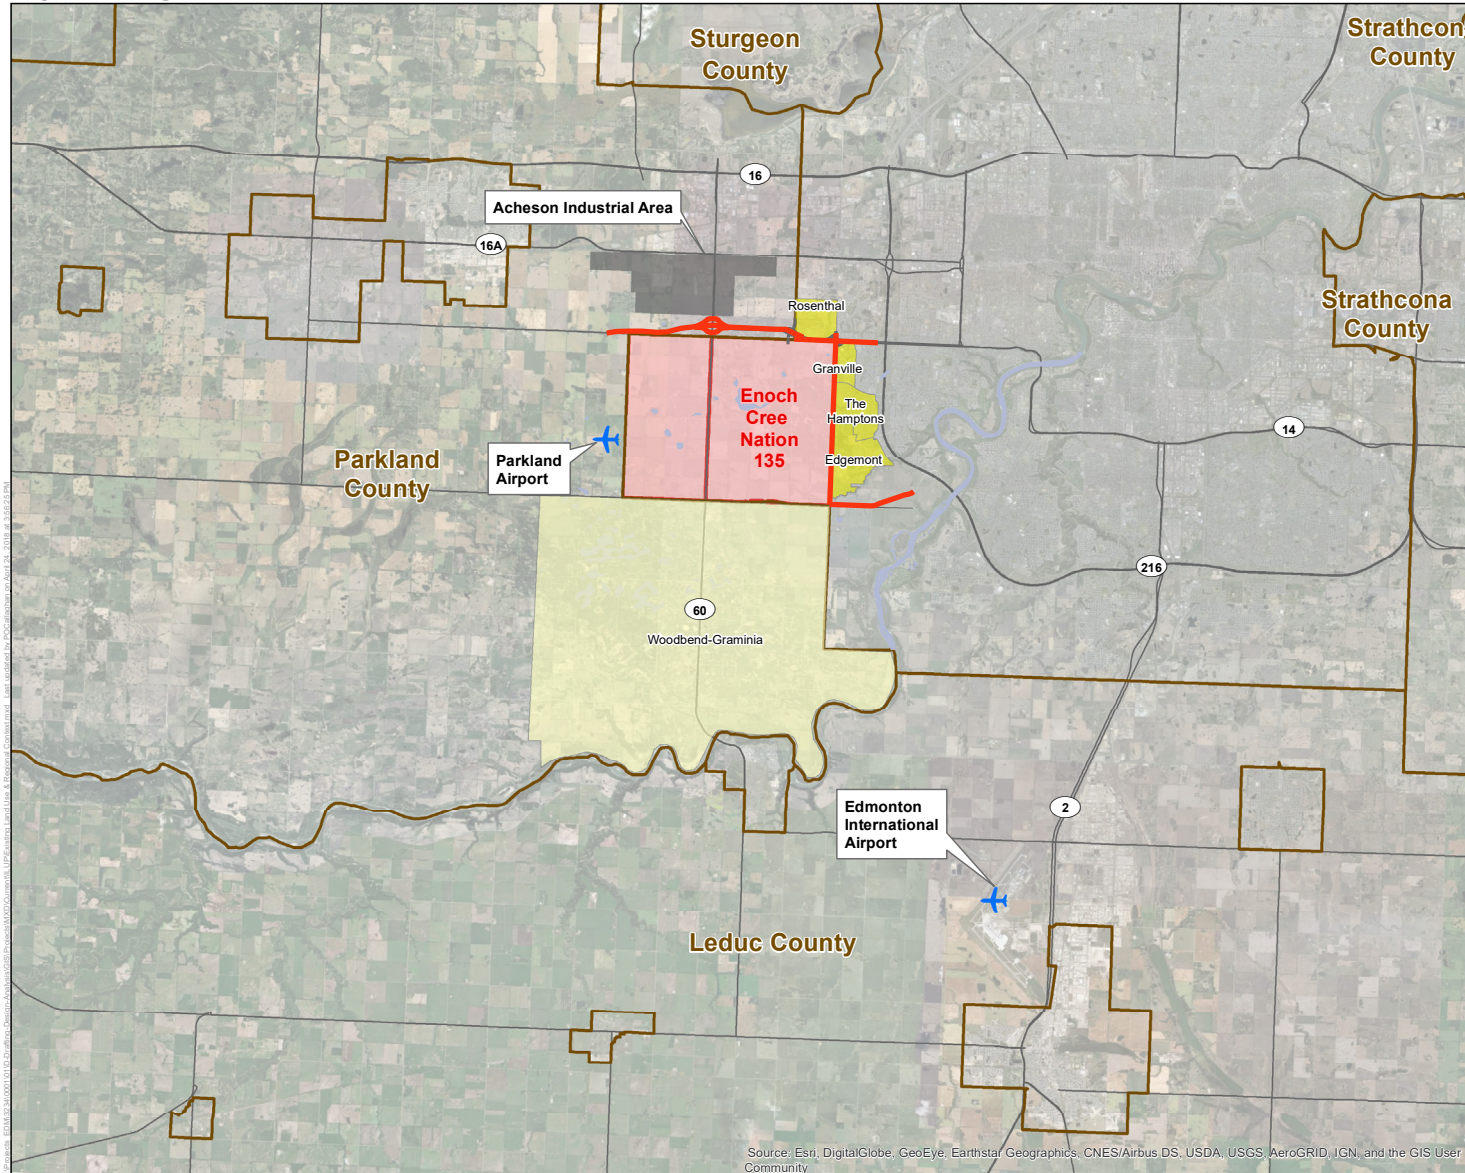 Sturgeon
County
Strathcon
County
16
Acheson Industrial Area
16A
Rosenthal
Strathcona
County
Granville
Enoch
Cree
Nation
135
The
Hamptons
14
Parkland
County
Parkland
Airport
Edgemont
216
60
Woodbend-Graminia
Edmonton
International
Airport
2
Leduc County
Source: Esri, DigitalGlobe, GeoEye, Earthstar Geographics, CNES/Airbus DS, USDA, USGS, AeroGRID, IGN, and the GIS User
Community